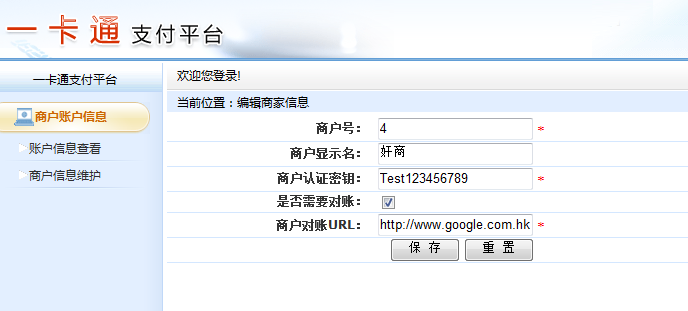 一卡通 支付平台
一卡通支付平台
欢迎您登录!
当前位置：编辑商家信息
商户账户信息
账户信息查看
商户信息维护
商户号： 4 *
商户显示名： 奸商
商户认证密钥： Test123456789 *
是否需要对账：
商户对账URL： http://www.google.com.hk *
保 存 重 置